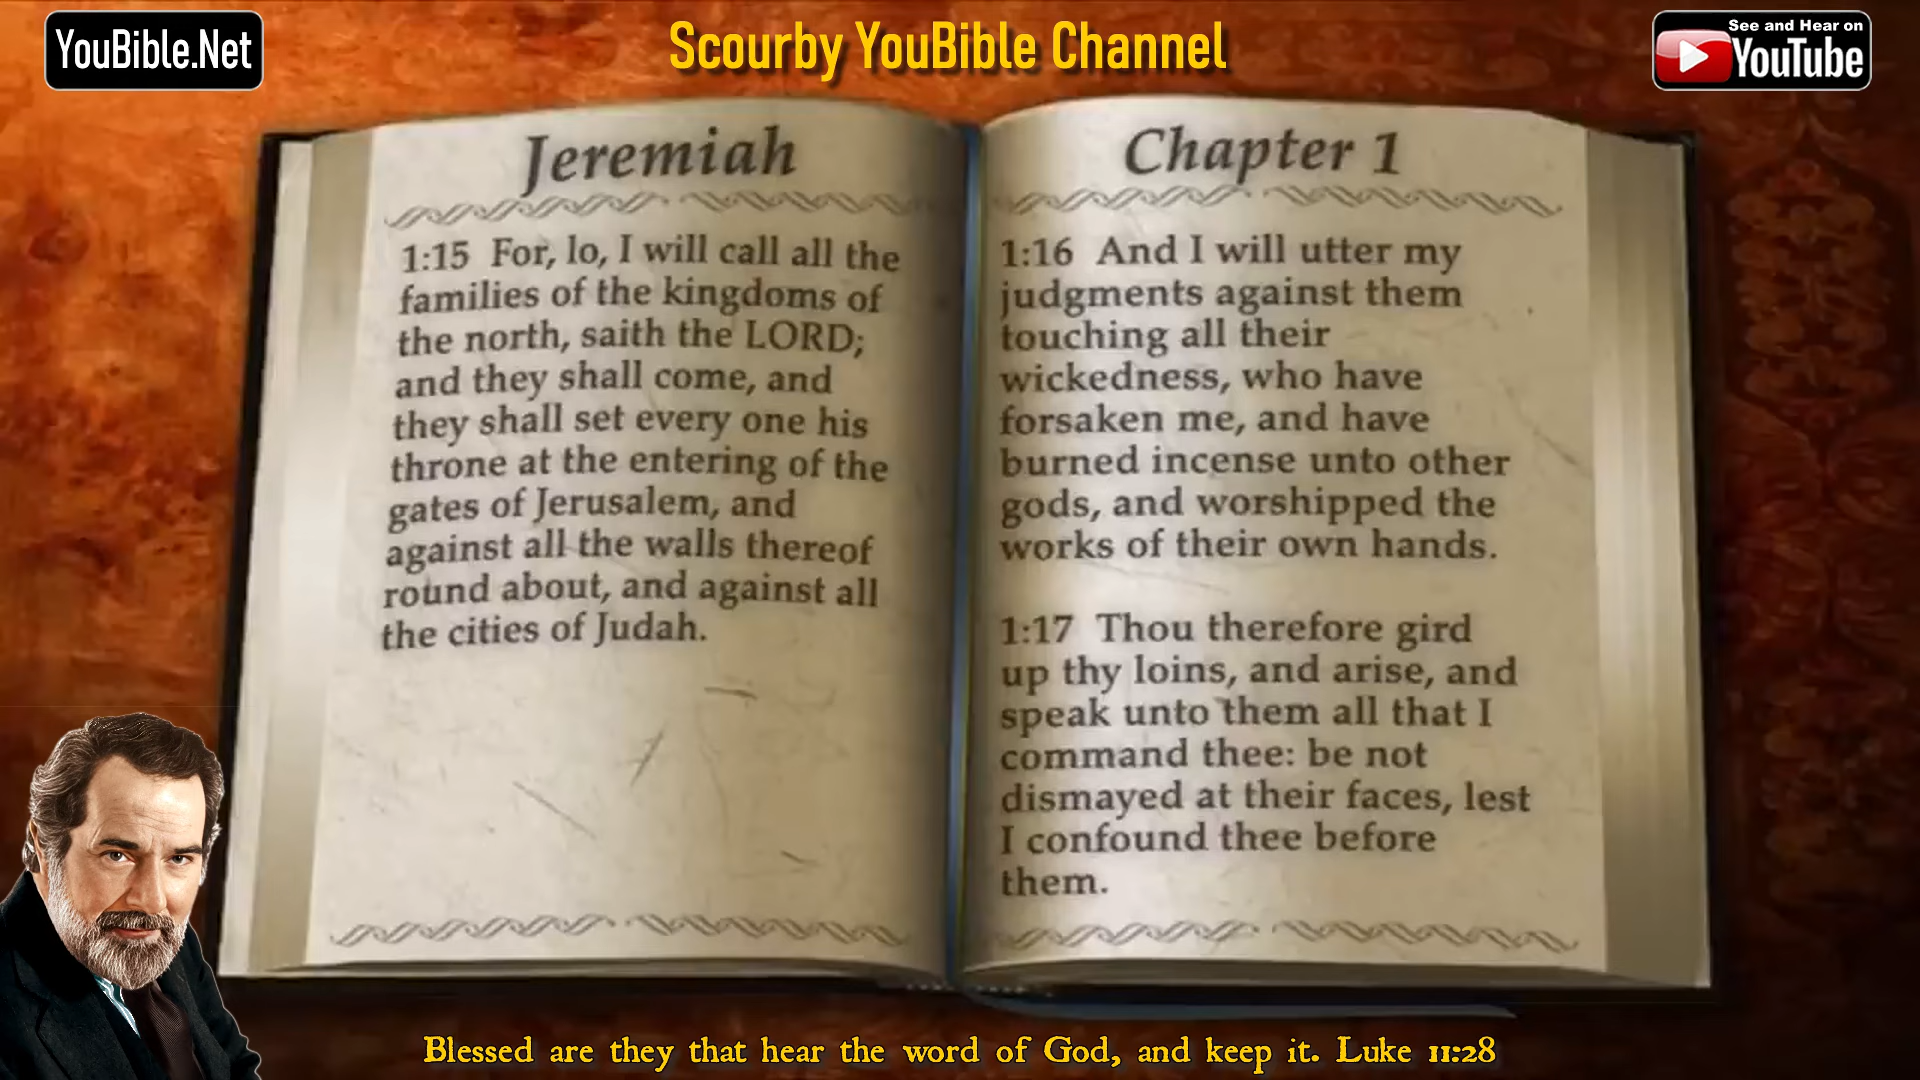 YouBible.Net
Scourby YouBible Channel
See and Hear on
YouTube
Jeremiah
1:15 For, lo, I will call all the
families of the kingdoms of
the north, saith the LORD;
and they shall come, and
they shall set every one his
throne at the entering of the
gates of Jerusalem, and
against all the walls thereof
round about, and against all
the cities of Judah.
Chapter 1
1:16 And I will utter my
judgments against them
touching all their
wickedness, who have
forsaken me, and have
burned incense unto other
gods, and worshipped the
works of their own hands.
1:17 Thou therefore gird
up thy loins, and arise, and
speak unto them all that I
command thee: be not
dismayed at their faces, lest
I confound thee before
them.
Blessed are they that hear the word of God, and keep it. Luke 11:28